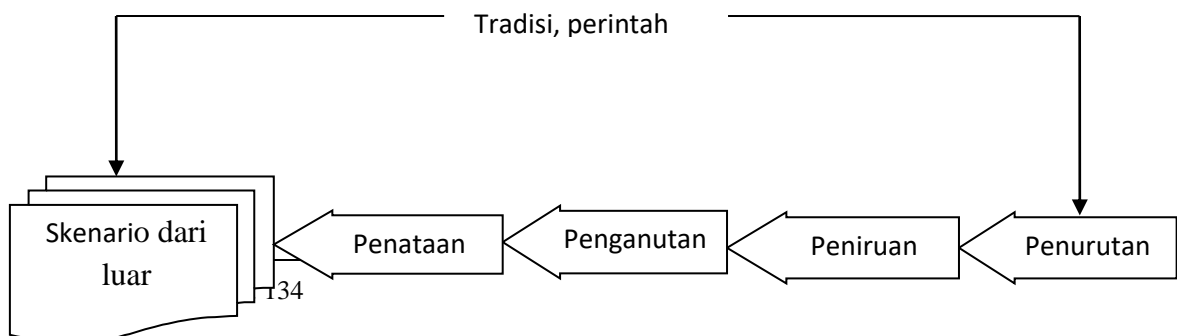 Tradisi, perintah
Skenario dari
luar
Penataan
Penganutan
Peniruan
Penurutan
134